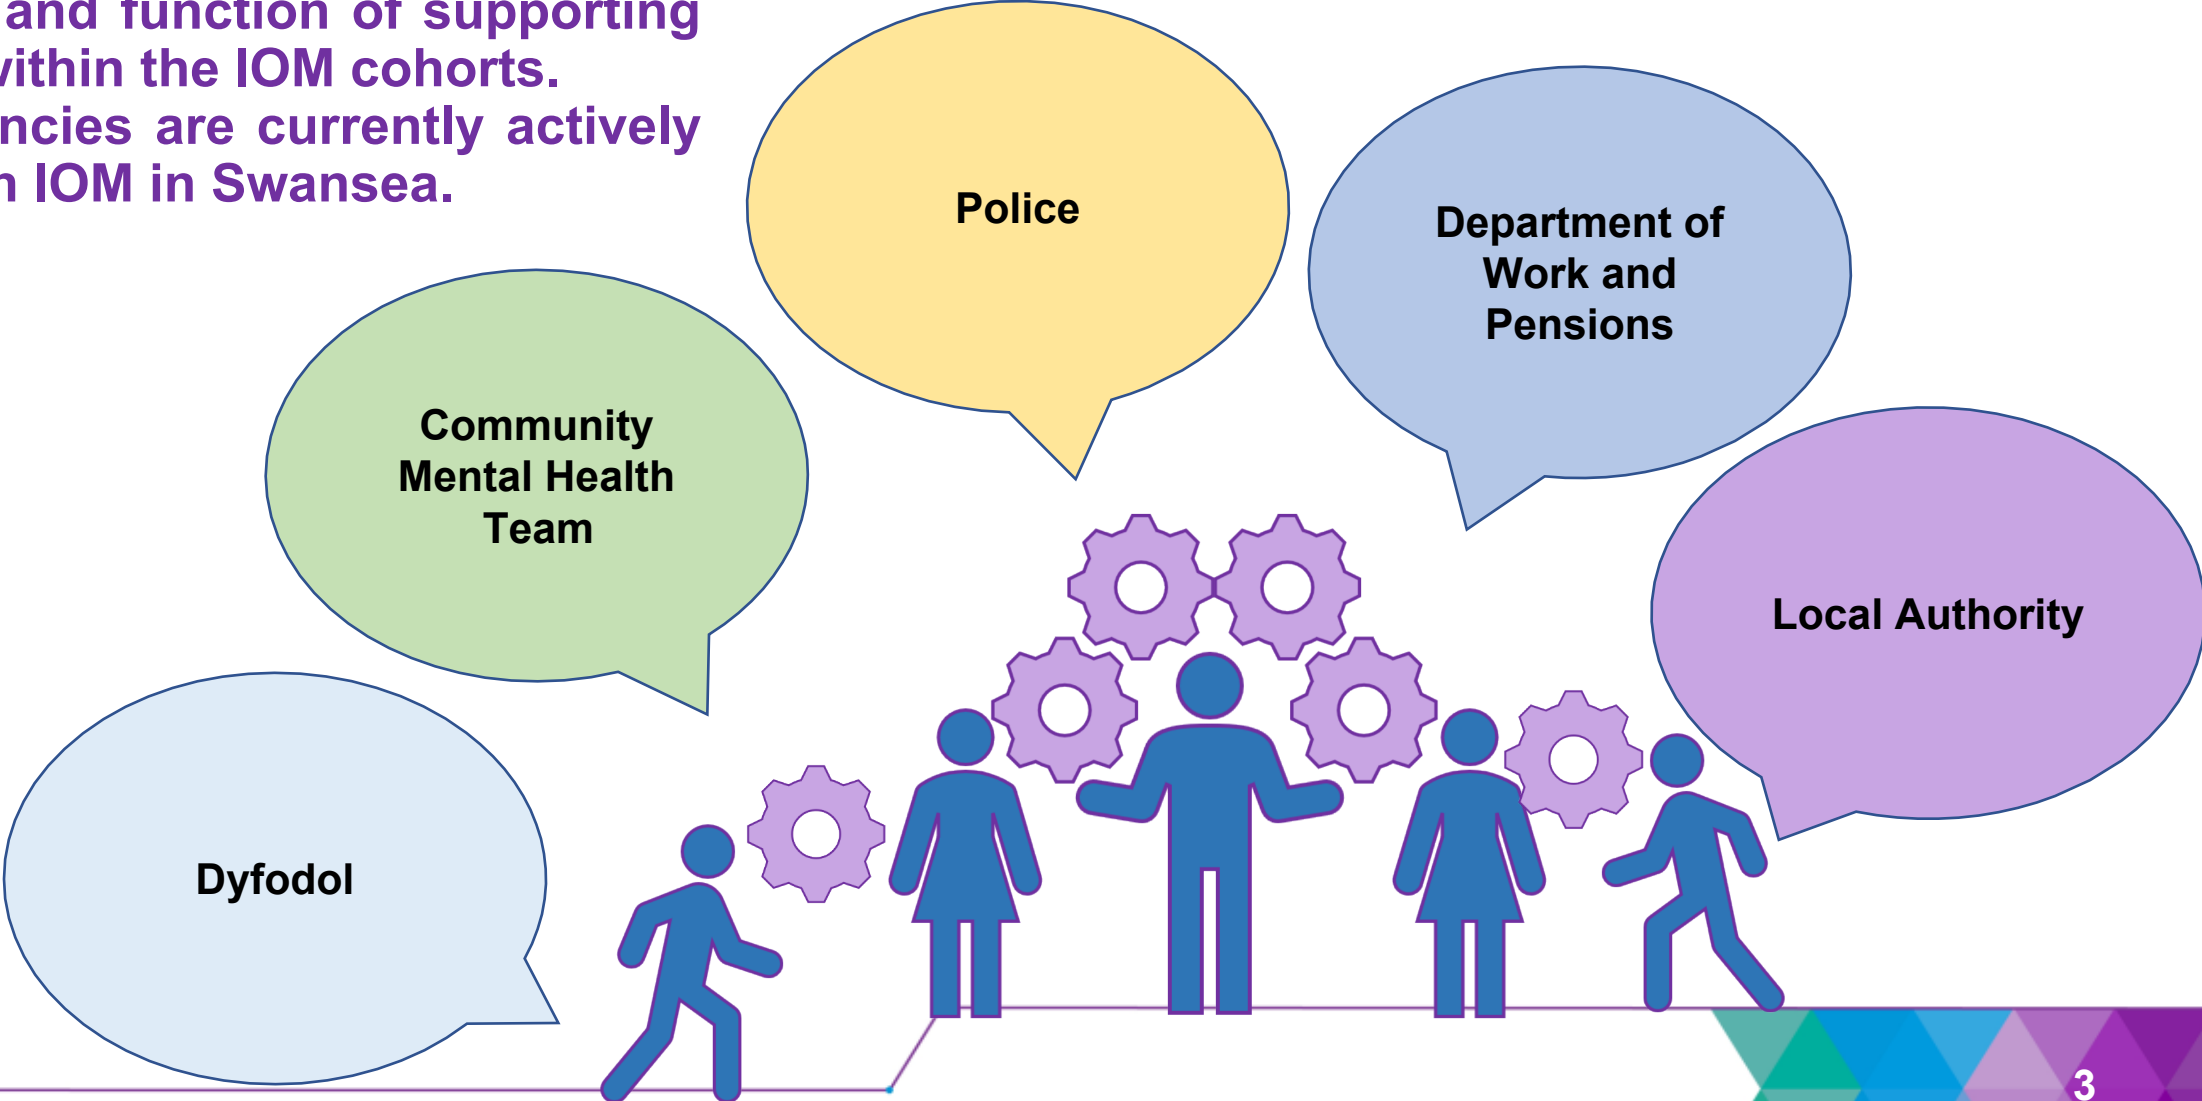 and function of supporting
within the IOM cohorts.
ncies are currently actively
IOM in Swansea.
Police
Department of
Work and
Pensions
Community
Mental Health
Team
Local Authority
Dyfodol
3